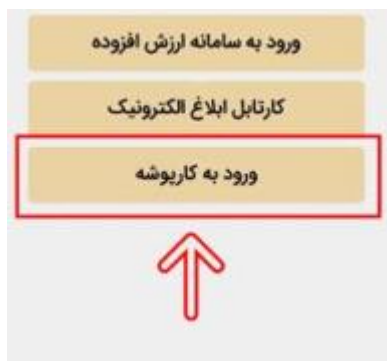 ورود به سامانه ارزش افزوده
کارتابل ابلاغ الکترونیک
ورود به کارپوشه